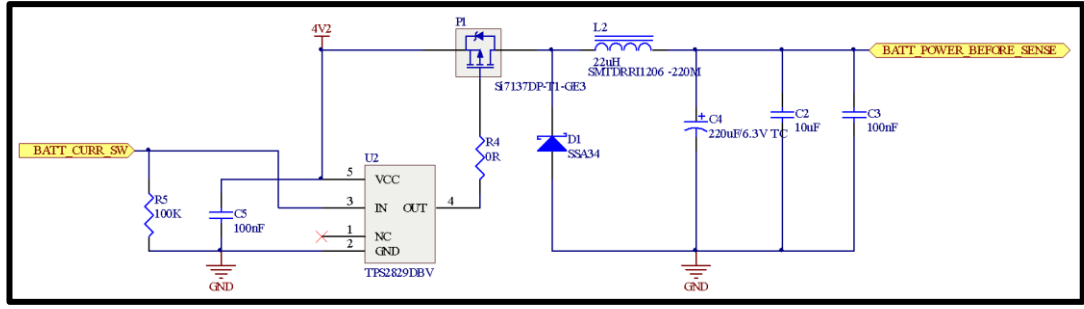 P1
L2
4V2
BATT_POWER_BEFORE_SENSE
22uH
SMTDRRI1206 -220M
Si7137DP-T1-GE3
C4
220uF/6.3V TC
C2
10uF
C3
100nF
R4
0R
D1
SSA34
BATT_CURR_SW
U2
R5
100K
C5
100nF
5
VCC
3
IN
OUT
4
1
NC
2
GND
TPS2829DBV
GND
GND